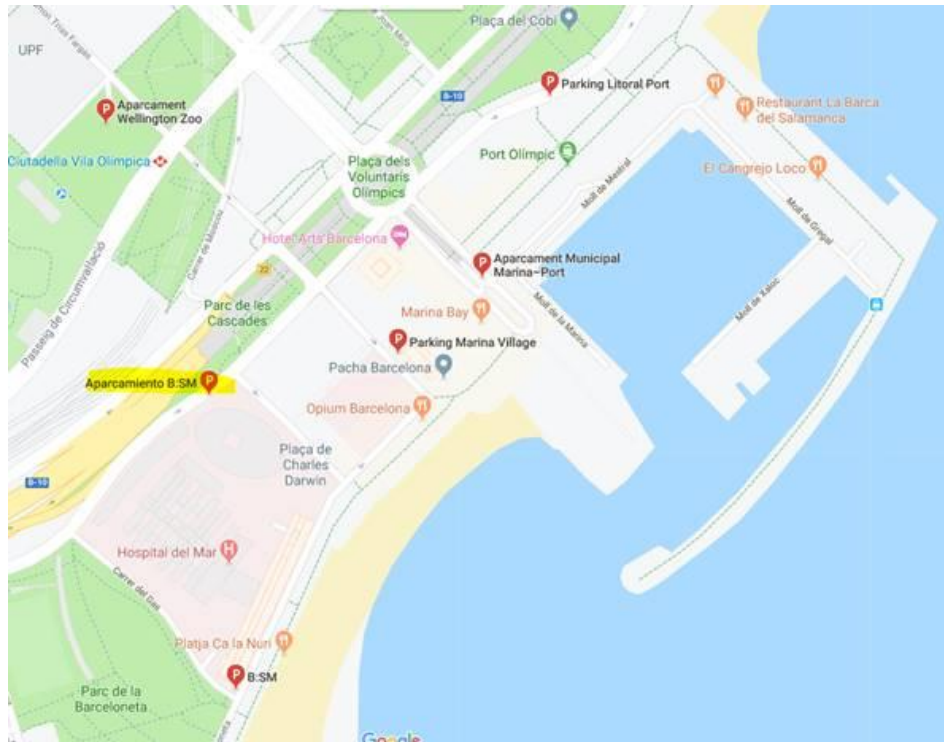 Plaça del Cobi
Joan Miró
UPF
B-10
Parking Litoral Port
Aparcament
Wellington Zoo
Restaurant La Barca
del Salamanca
Ciutadella Vila Olímpica
Plaça dels
Voluntaris
Olímpics
Port Olímpic
El Cangrejo Loco
Moll de Mestral
Moll de Gregal
Carrer de Moscou
Hotel Arts Barcelona
Aparcament Municipal
Marina-Port
22
Passeig de Circumval·lació
Parc de les
Cascades
Marina Bay
Moll de la Marina
Moll de Xaloc
Parking Marina Village
Pacha Barcelona
Aparcamiento B:SM
Opium Barcelona
Plaça de
Charles
Darwin
B-10
Hospital del Mar
H
Carrer del Gas
Platja Ca la Nuri
B:SM
Parc de la
Barceloneta
Google